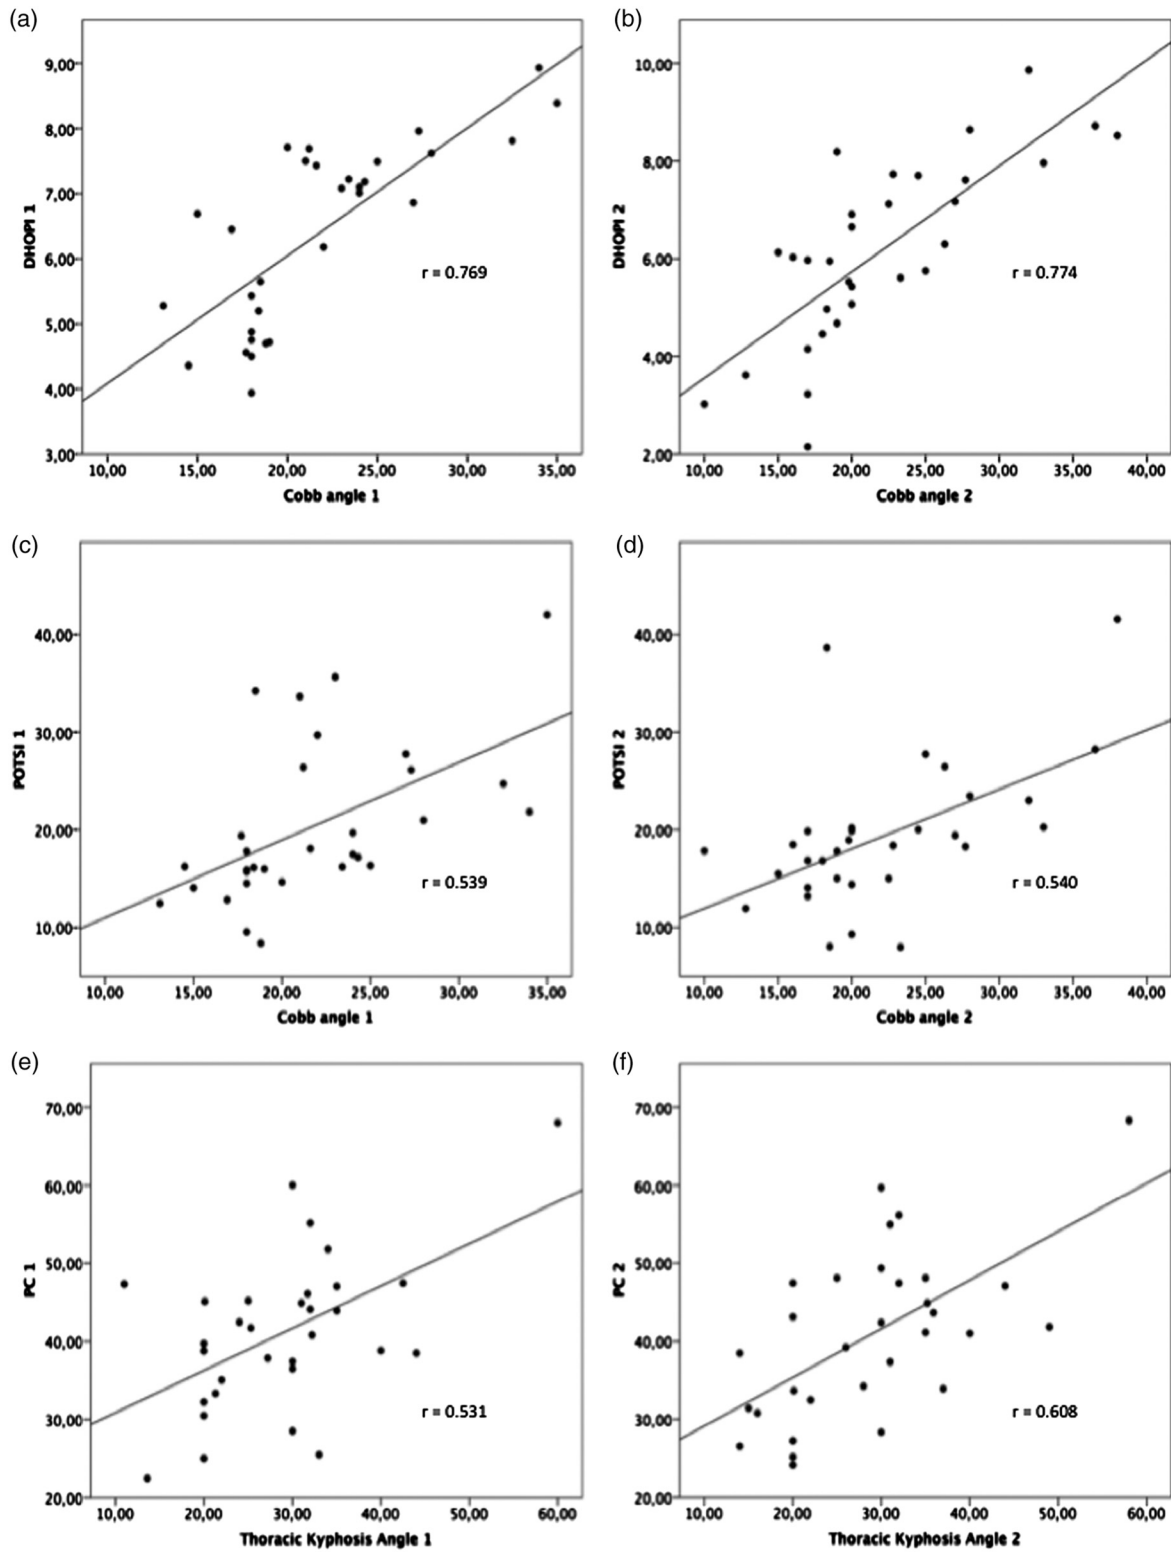 (a)
9,00
8,00
7,00
6,00
5,00
4,00
3,00
DHOPI 1
r = 0.769
10,00 15,00 20,00 25,00 30,00 35,00
Cobb angle 1
(b)
10,00
8,00
6,00
4,00
2,00
DHOPI 2
r = 0.774
10,00 15,00 20,00 25,00 30,00 35,00 40,00
Cobb angle 2
(c)
40,00
30,00
20,00
10,00
POTSI 1
r = 0.539
10,00 15,00 20,00 25,00 30,00 35,00
Cobb angle 1
(d)
40,00
30,00
20,00
10,00
POTSI 2
r = 0.540
10,00 15,00 20,00 25,00 30,00 35,00 40,00
Cobb angle 2
(e)
70,00
60,00
50,00
40,00
30,00
20,00
PC 1
r = 0.531
10,00 20,00 30,00 40,00 50,00 60,00
Thoracic Kyphosis Angle 1
(f)
70,00
60,00
50,00
40,00
30,00
20,00
PC 2
r = 0.608
10,00 20,00 30,00 40,00 50,00 60,00
Thoracic Kyphosis Angle 2